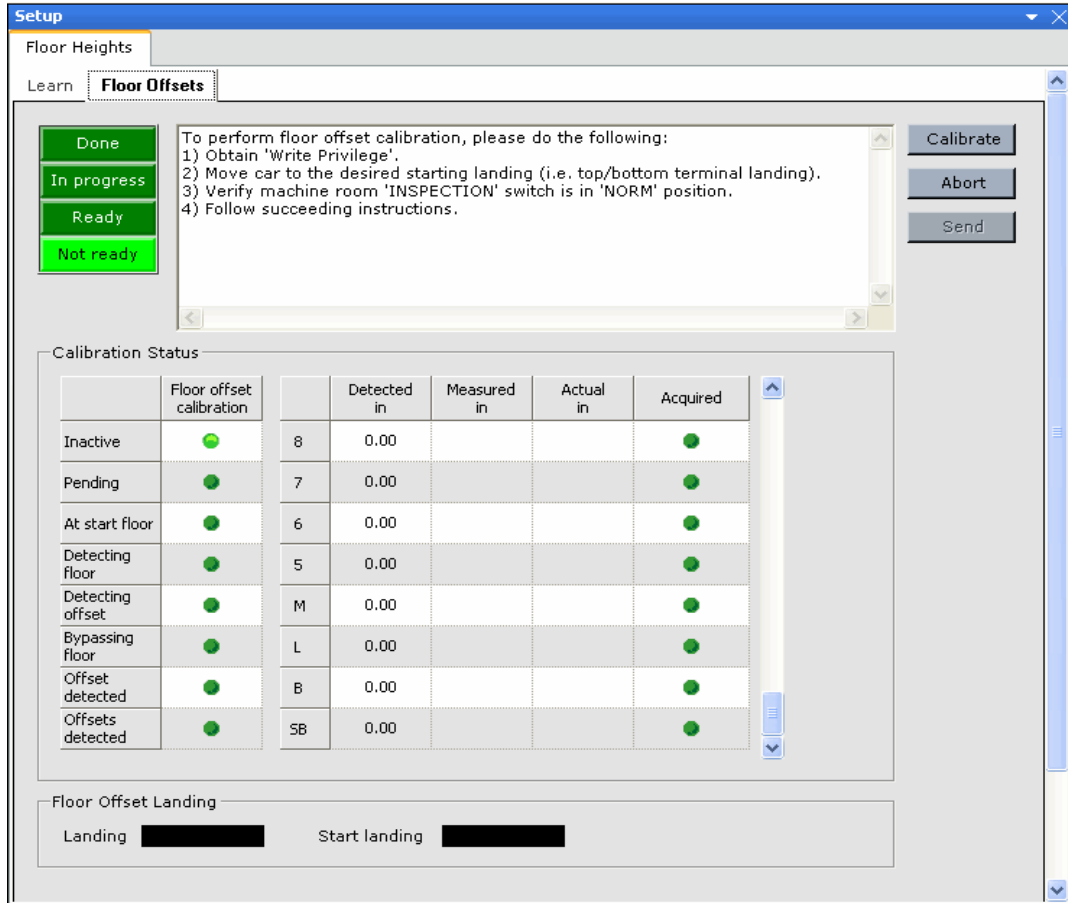 Setup
Floor Heights
Learn Floor Offsets
Done
In progress
Ready
Not ready
To perform floor offset calibration, please do the following:
1) Obtain 'Write Privilege'.
2) Move car to the desired starting landing (i.e. top/bottom terminal landing).
3) Verify machine room 'INSPECTION' switch is in 'NORM' position.
4) Follow succeeding instructions.
Calibrate
Abort
Send
Calibration Status
Floor offset
calibration
Inactive
Pending
At start floor
Detecting
floor
Detecting
offset
Bypassing
floor
Offset
detected
Offsets
detected
Detected
in
Measured
in
Actual
in
Acquired
8 0.00
7 0.00
6 0.00
5 0.00
M 0.00
L 0.00
B 0.00
SB 0.00
Floor Offset Landing
Landing Start landing